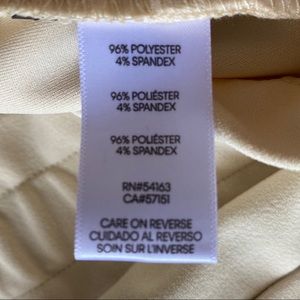 96% POLYESTER
4% SPANDEX
96% POLIÉSTER
4% SPANDEX
96% POLIÉSTER
4% SPANDEX
RN#54163
CA#57151
CARE ON REVERSE
CUIDADO AL REVERSO
SOIN SUR L'INVERSE